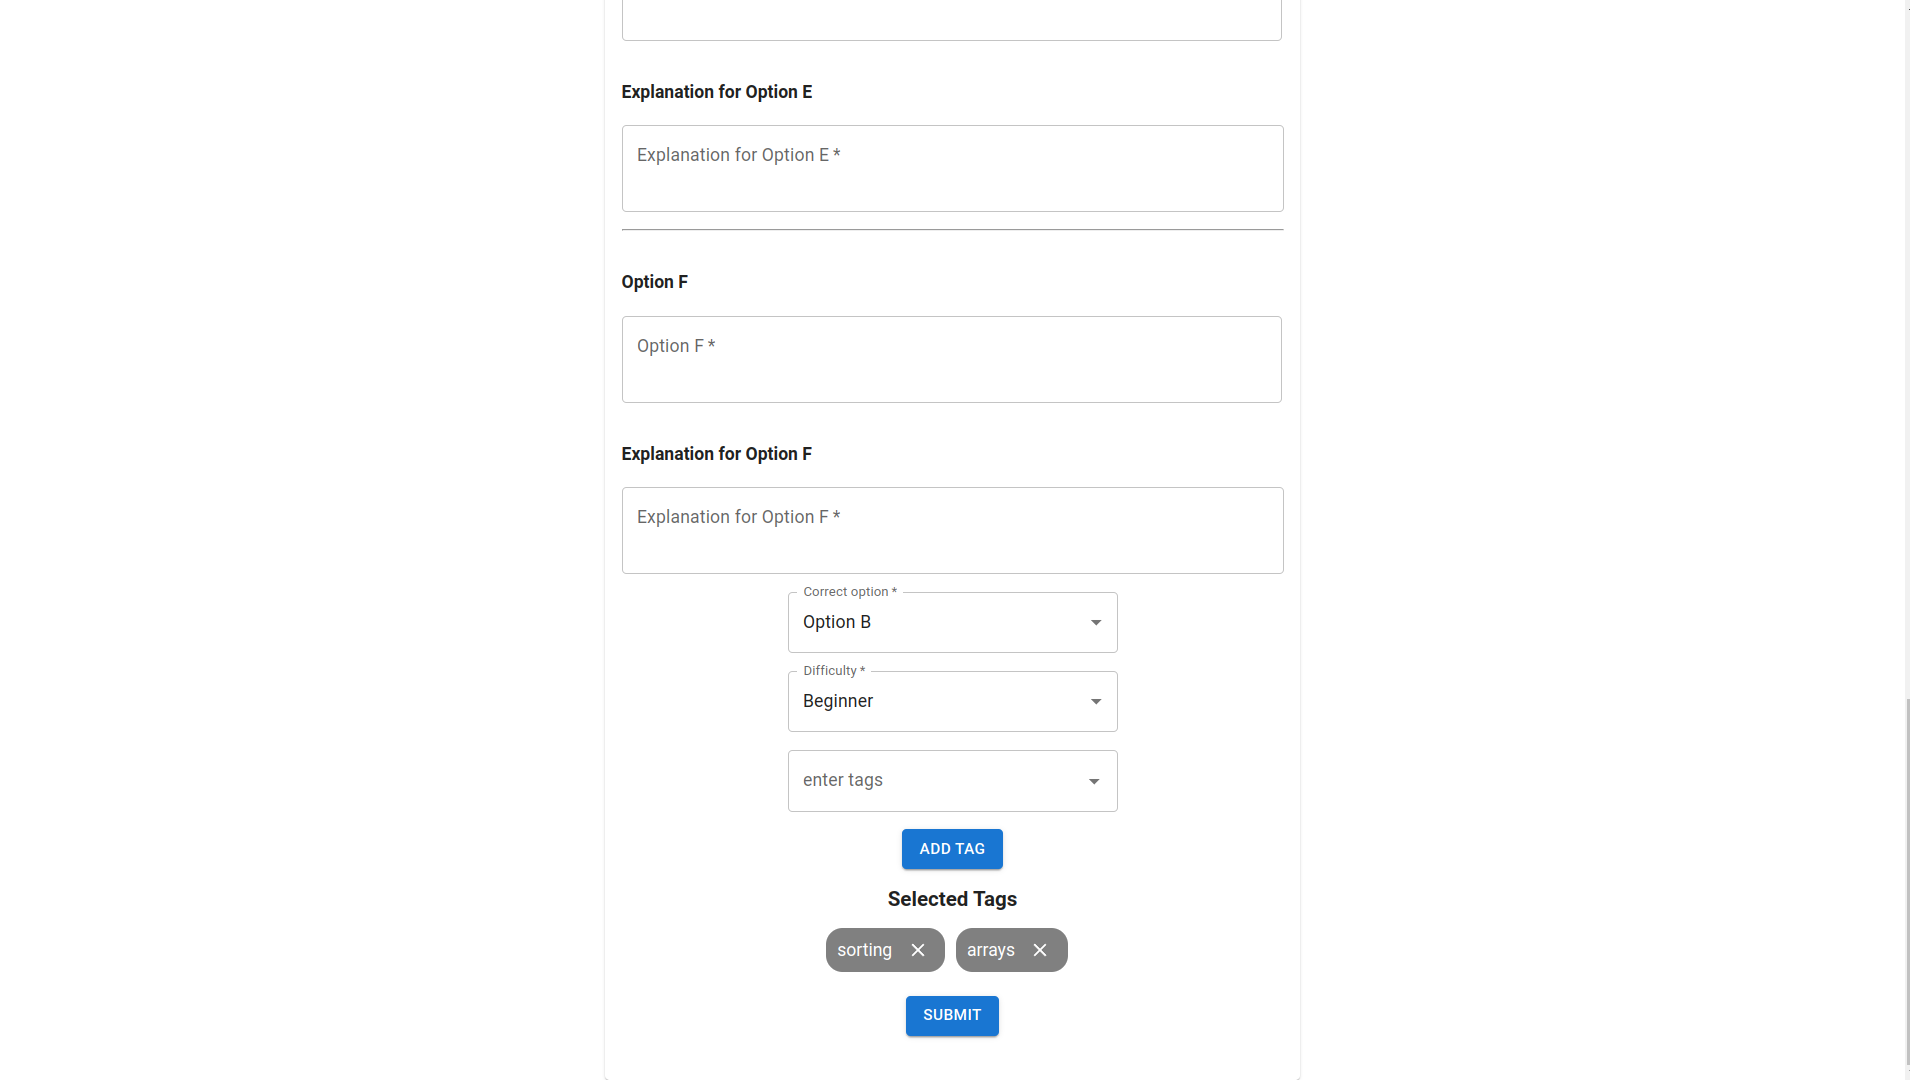 Explanation for Option E
Explanation for Option E *
Option F
Option F *
Explanation for Option F
Explanation for Option F *
Correct option *
Option B
Difficulty *
Beginner
enter tags
ADD TAG
Selected Tags
sorting arrays
SUBMIT